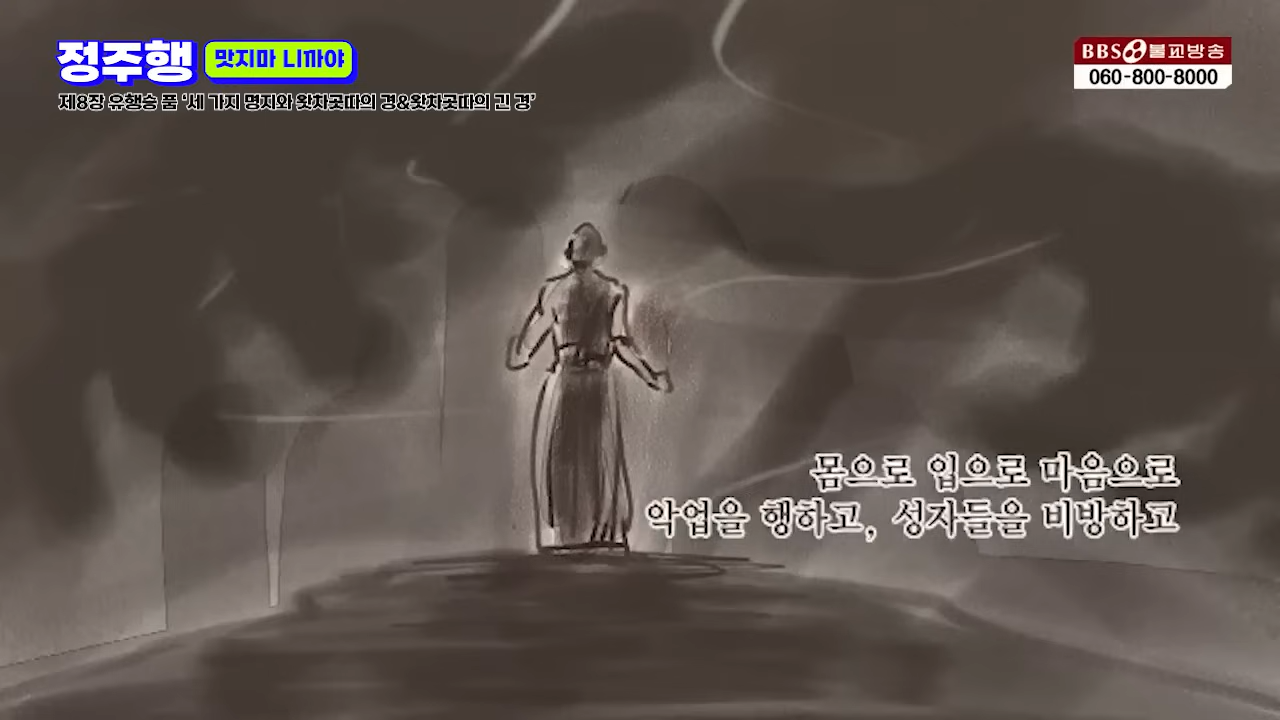 정주행 맛지마 니까야
제8장 유행승 품 '세 가지 명지와 왓차곳따의 경&왓차곳따의 긴 경'
BBS 불교방송
060-800-8000
몸으로 입으로 마음으로
악업을 행하고, 성자들을 비방하고